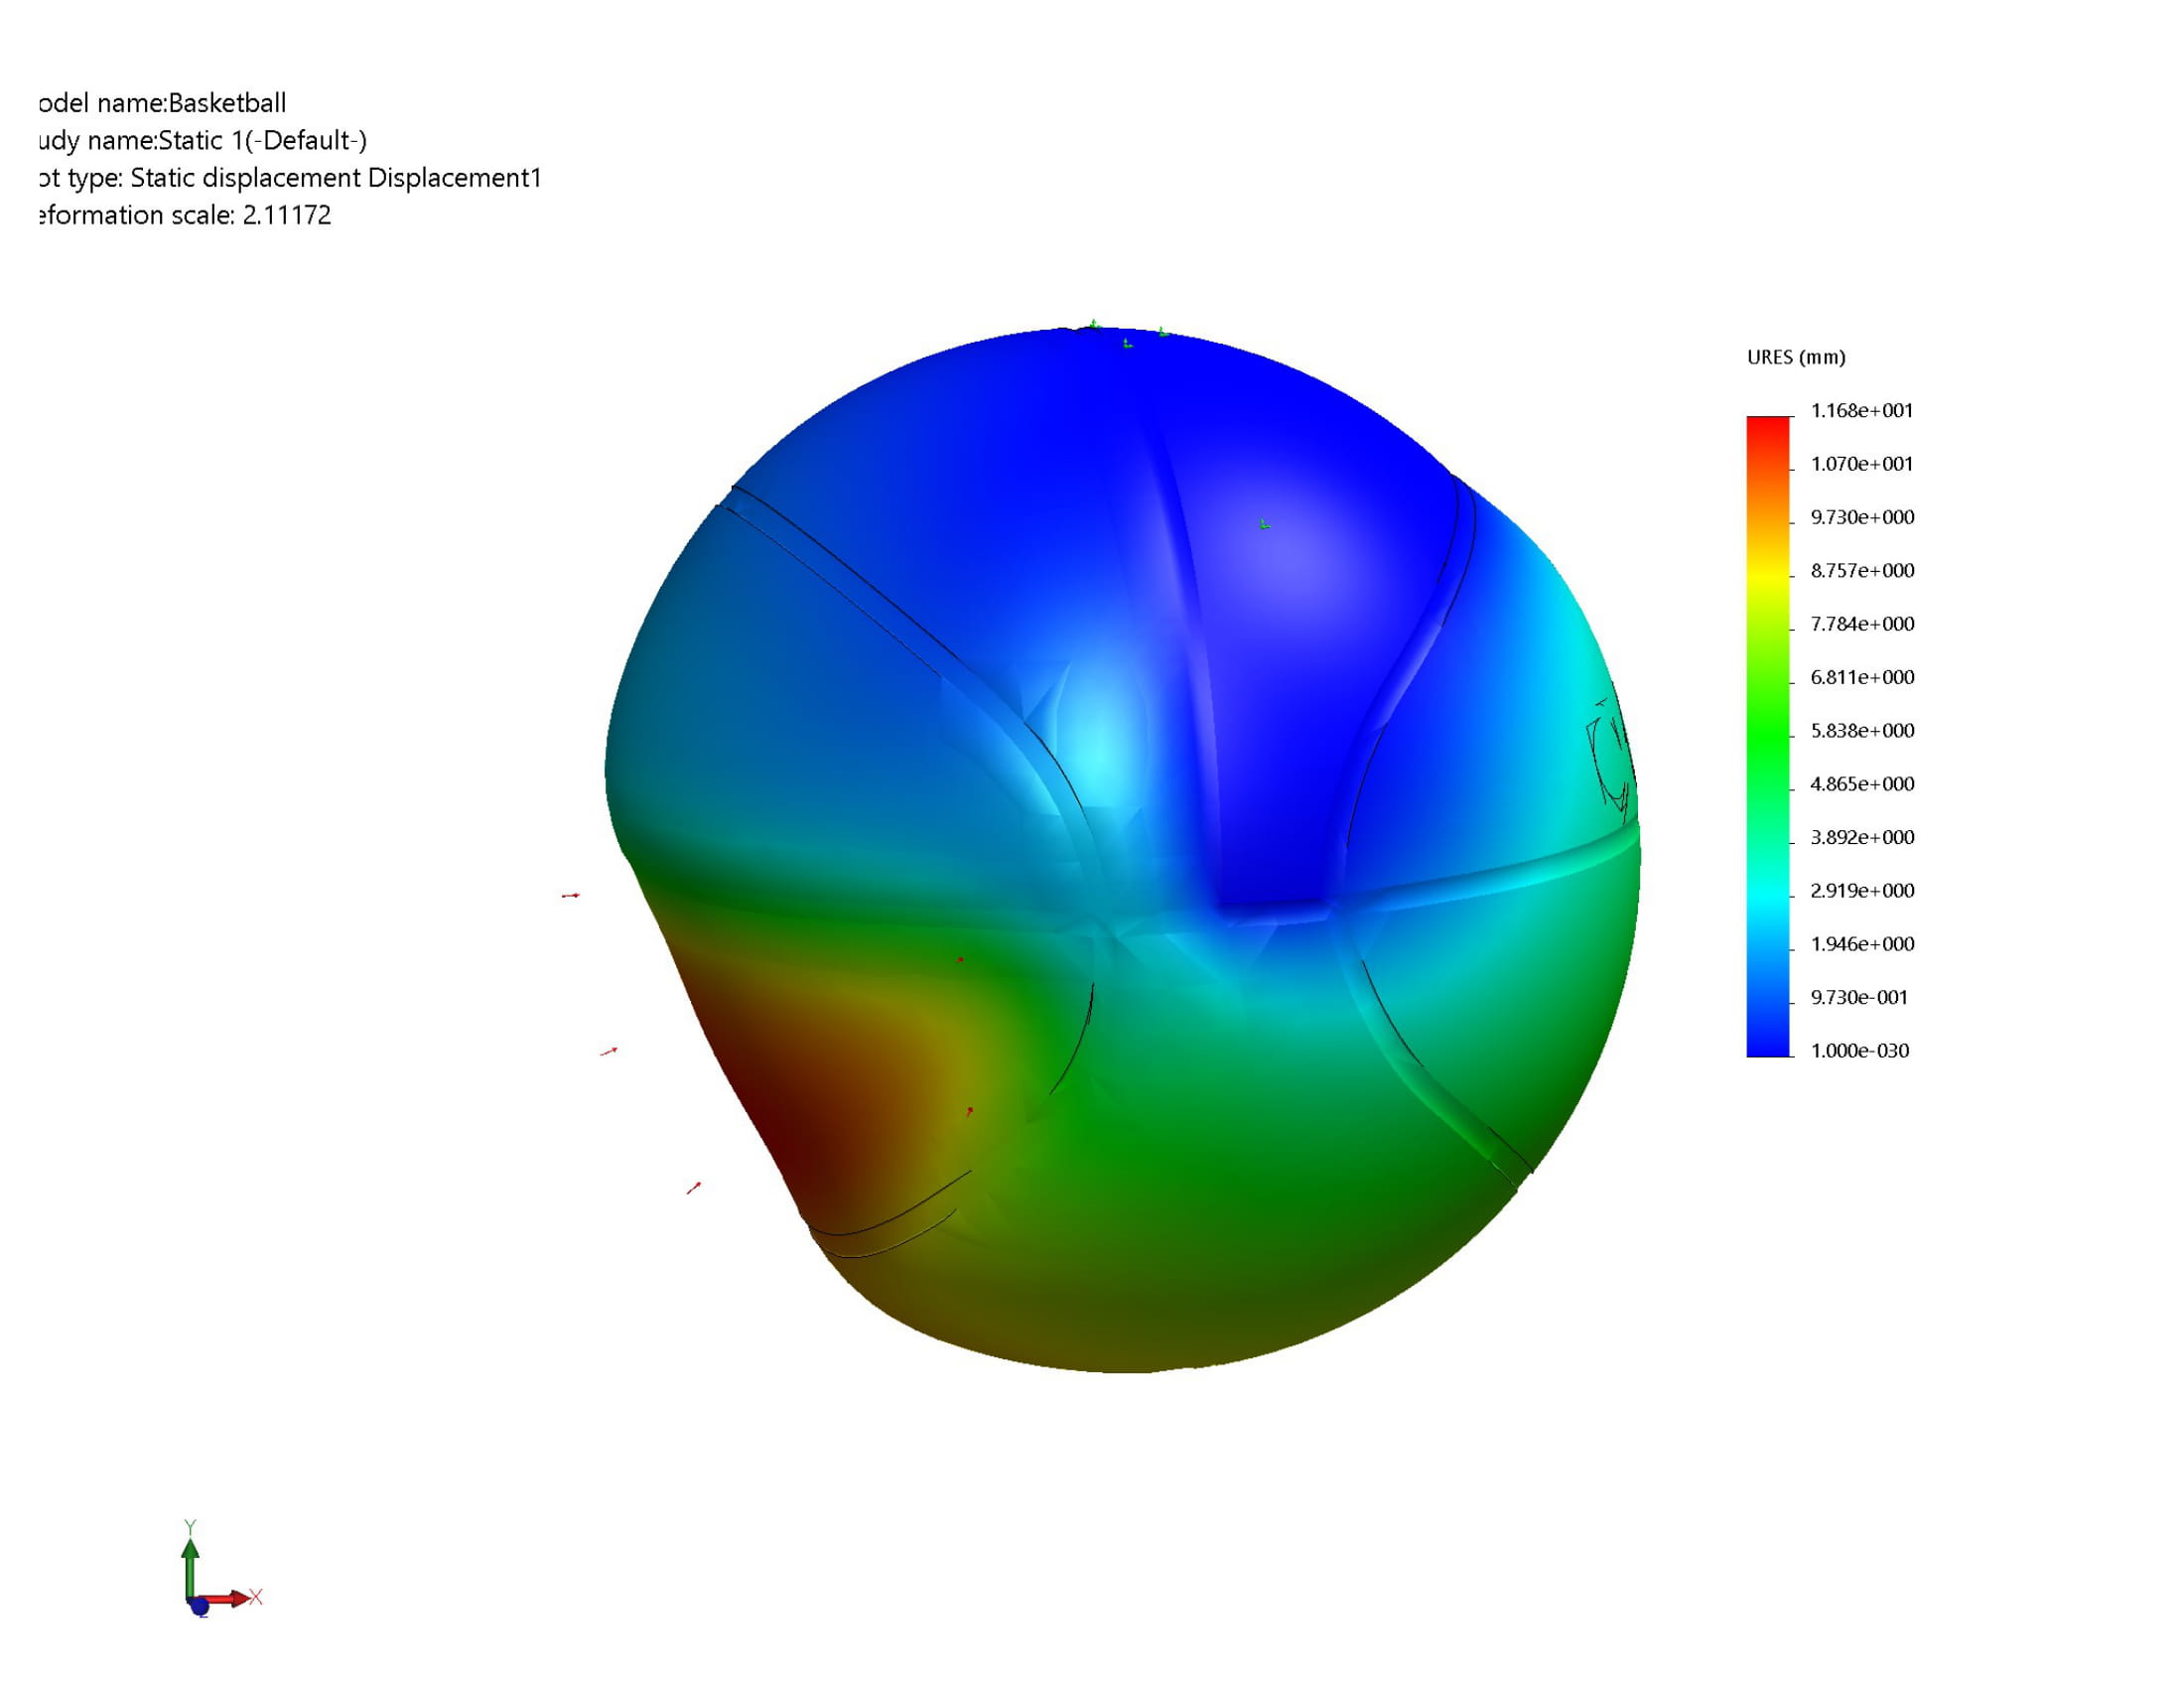 odel name:Basketball
udy name:Static 1(-Default-)
ot type: Static displacement Displacement1
eformation scale: 2.11172
URES (mm)
1.168e+001
1.070e+001
9.730e+000
8.757e+000
7.784e+000
6.811e+000
5.838e+000
4.865e+000
3.892e+000
2.919e+000
1.946e+000
9.730e-001
1.000e-030
Y
X